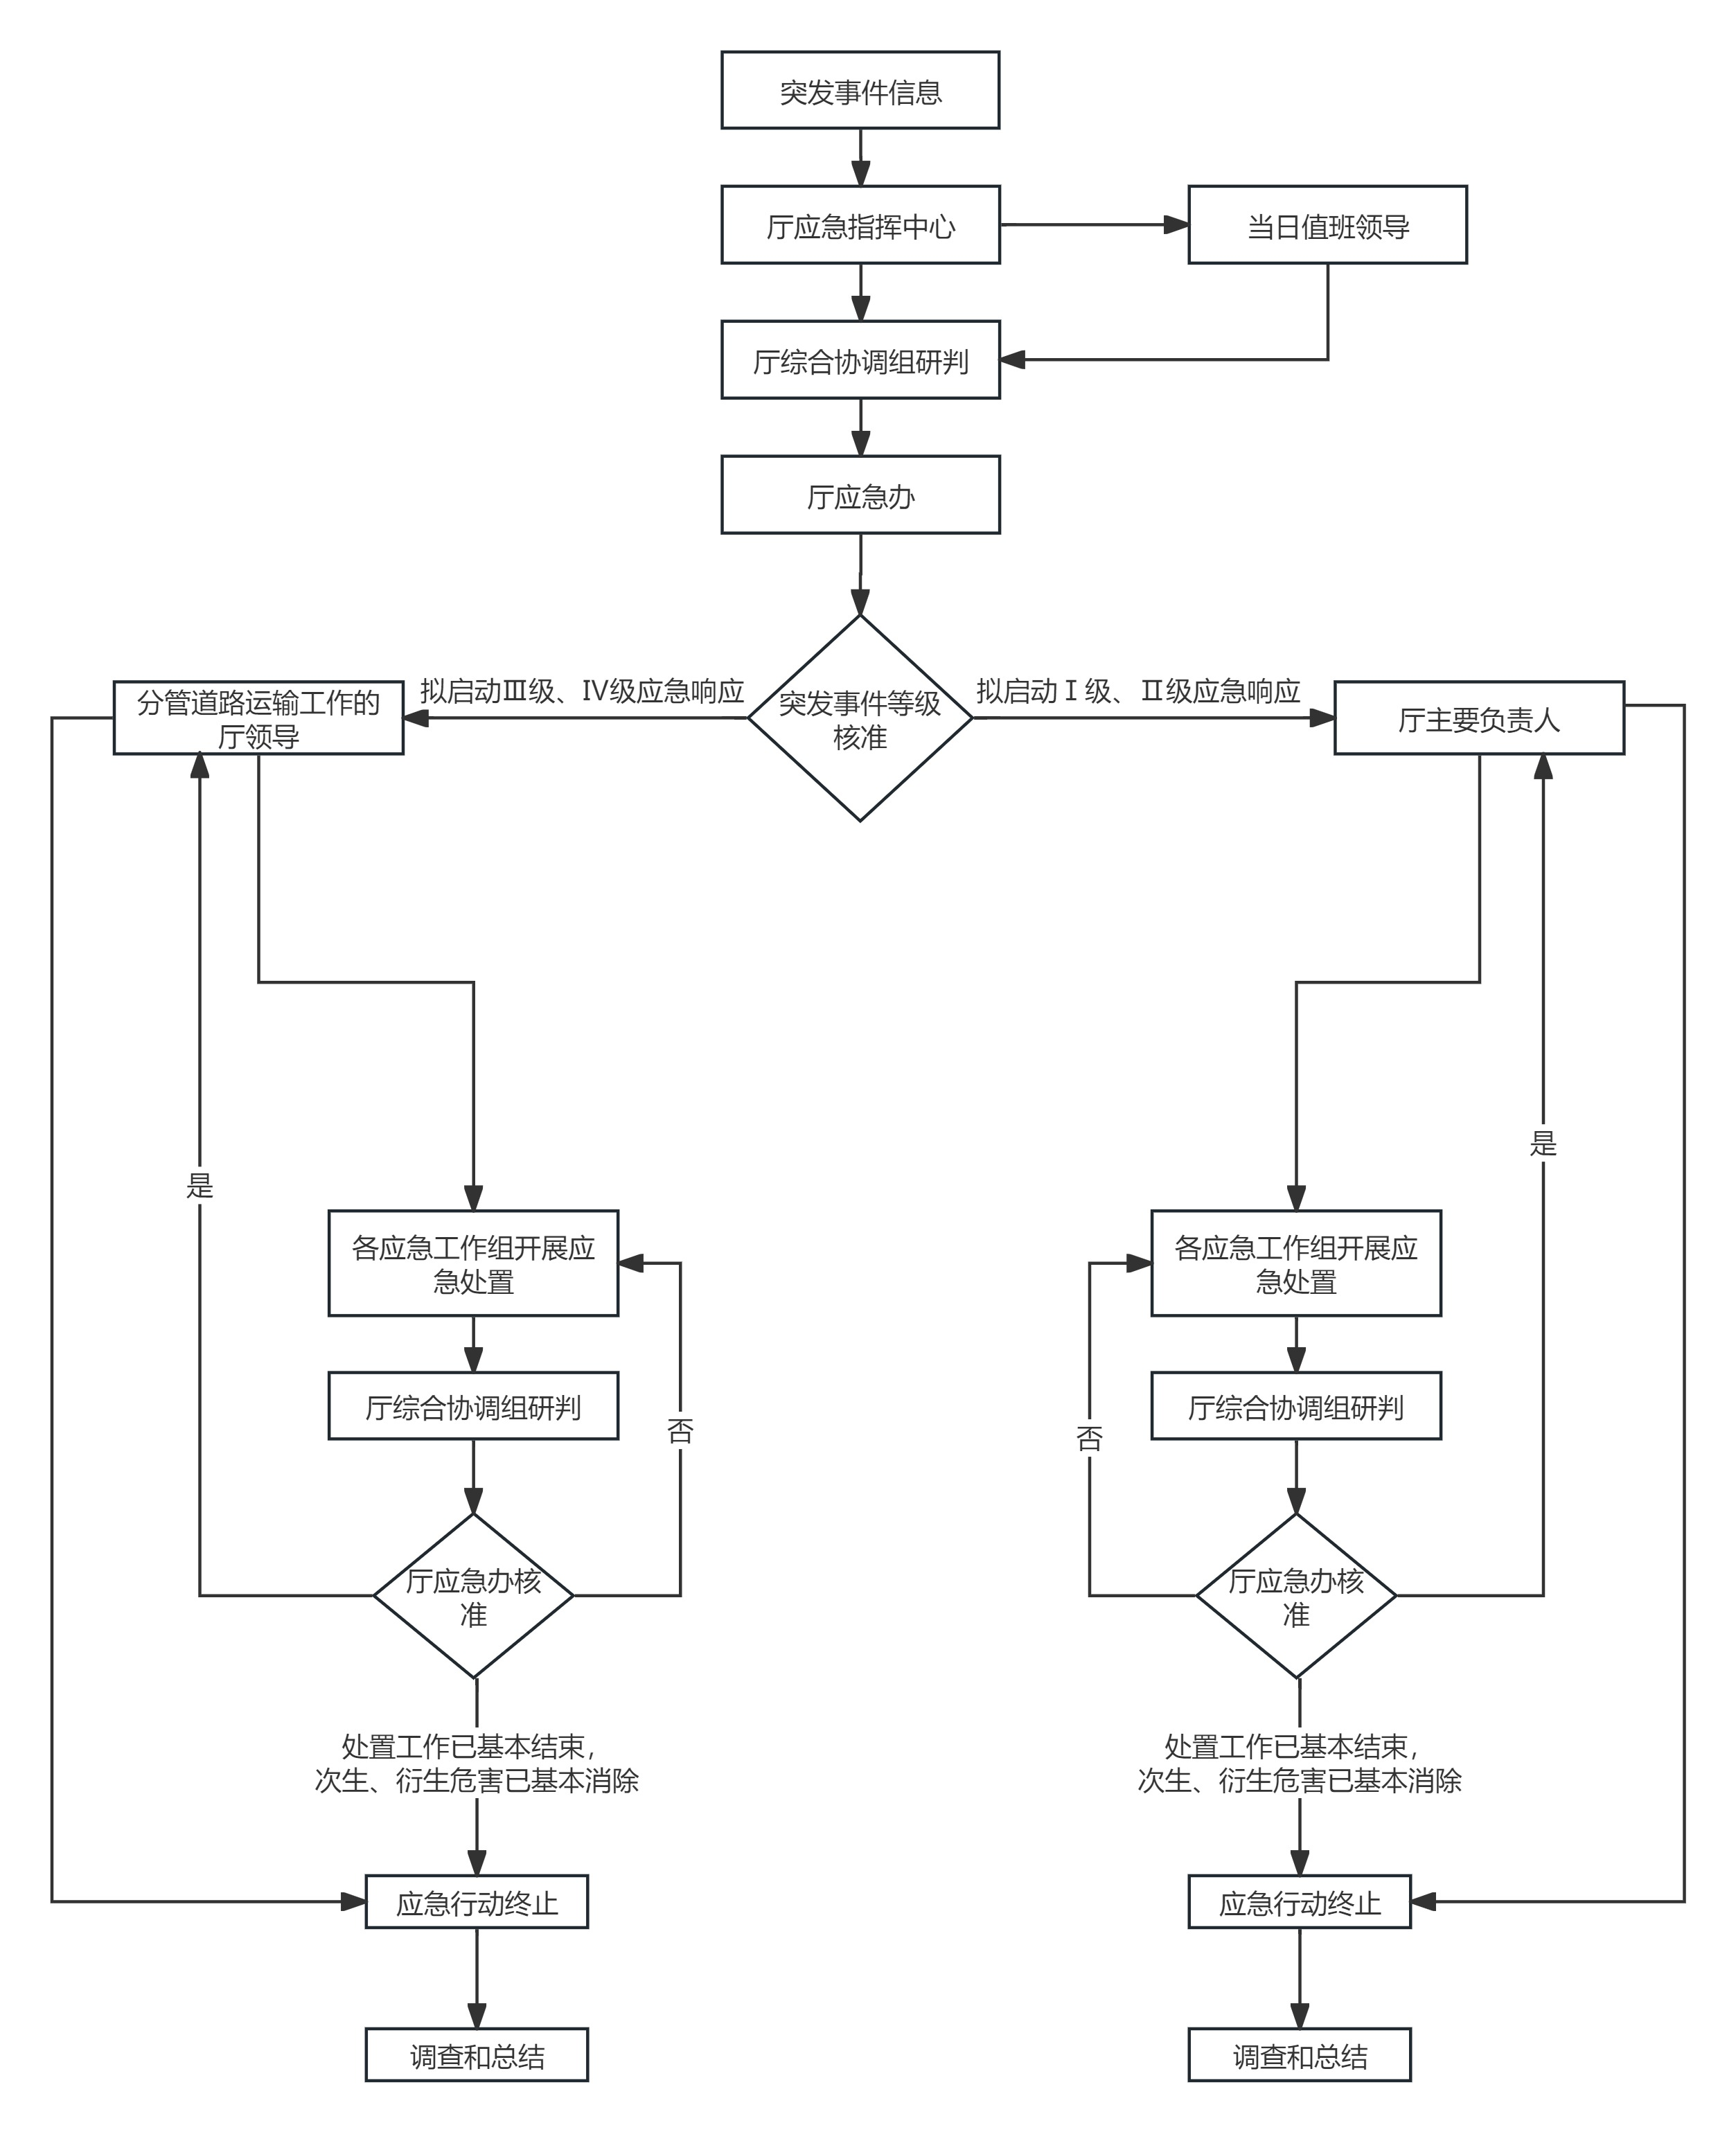 突发事件信息
厅应急指挥中心
当日值班领导
厅综合协调组研判
厅应急办
拟启动Ⅲ级、Ⅳ级应急响应
突发事件等级
核准
拟启动Ⅰ级、Ⅱ级应急响应
分管道路运输工作的
厅领导
厅主要负责人
是
是
各应急工作组开展应
急处置
各应急工作组开展应
急处置
厅综合协调组研判
否
否
厅综合协调组研判
厅应急办核
准
厅应急办核
准
处置工作已基本结束，
次生、衍生危害已基本消除
处置工作已基本结束，
次生、衍生危害已基本消除
应急行动终止
应急行动终止
调查和总结
调查和总结